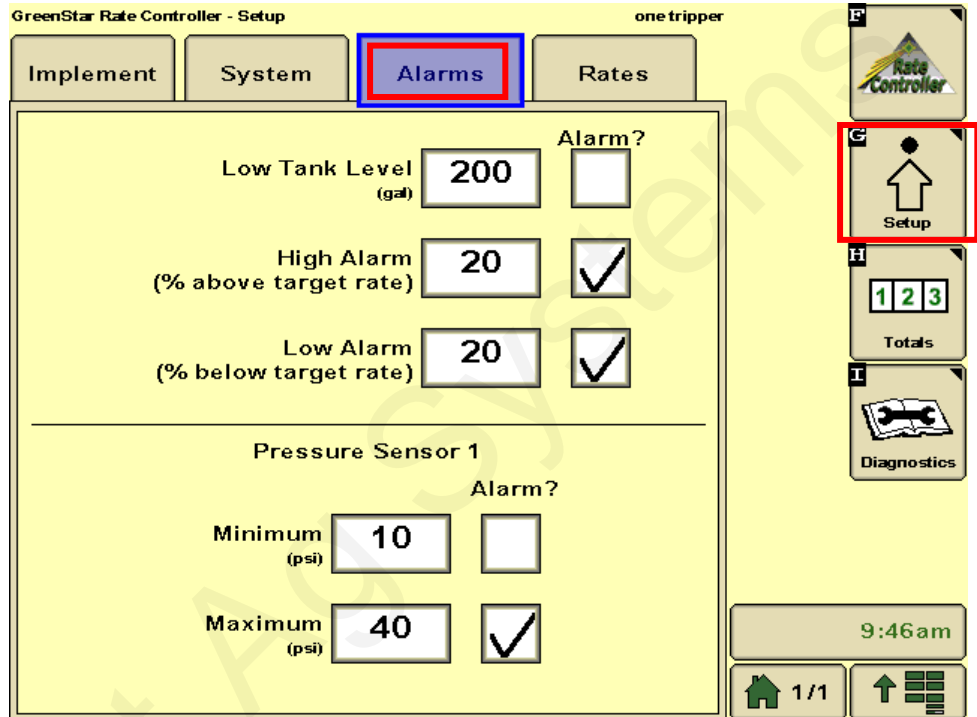 GreenStar Rate Controller - Setup
one tripper
Implement
System
Alarms
Rates
Alarm?
Low Tank Level
(gal)
200
High Alarm
(% above target rate)
20
Low Alarm
(% below target rate)
20
Pressure Sensor 1
Alarm?
Minimum
(psi)
10
Maximum
(psi)
40
F
Rate
Controller
G
Setup
H
1 2 3
Totals
I
Diagnostics
9:46am
1/1
Ag Systems